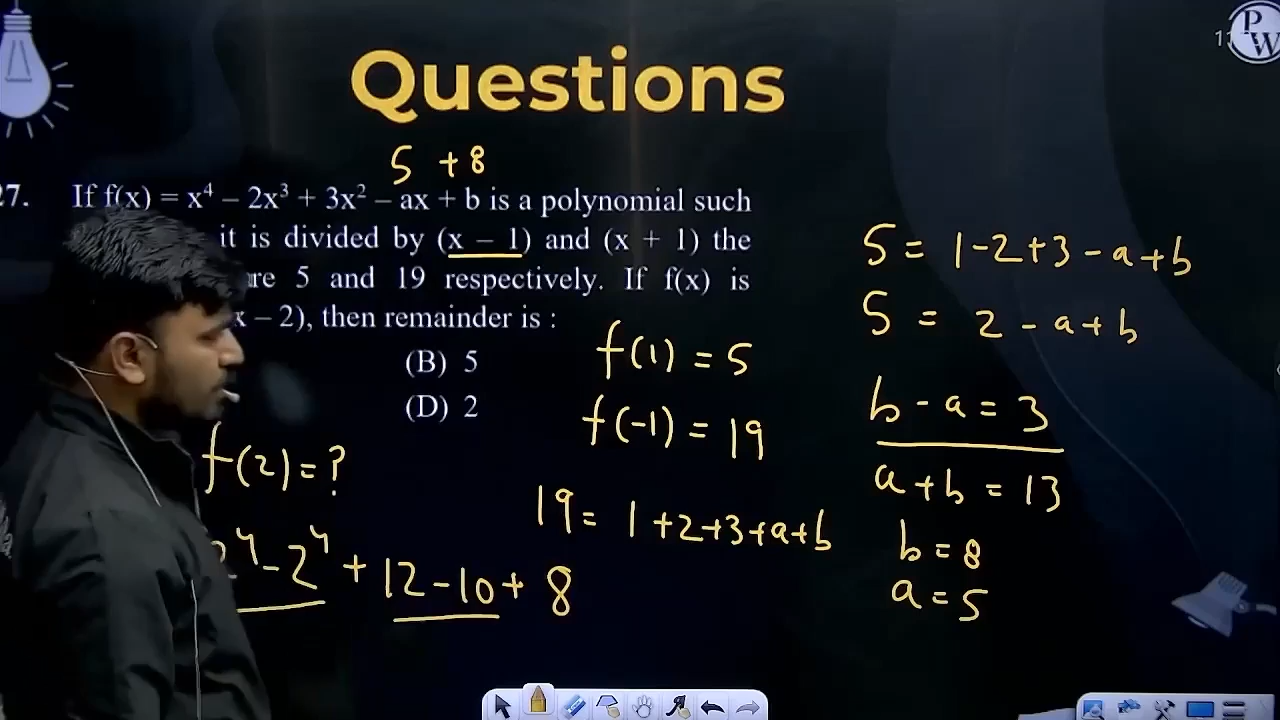 PW
11
Questions
5 + 8
27. If f(x) = x⁴ – 2x³ + 3x² – ax + b is a polynomial such
it is divided by (x – 1) and (x + 1) the
re 5 and 19 respectively. If f(x) is
x – 2), then remainder is :
(B) 5
(D) 2
f(1) = 5
f(-1) = 19
f(2) = ?
19 = 1+2+3+a+b
2⁴ - 2⁴ + 12 - 10 + 8
5 = 1-2+3-a+b
5 = 2-a+b
b-a = 3
a+b = 13
b = 8
a = 5